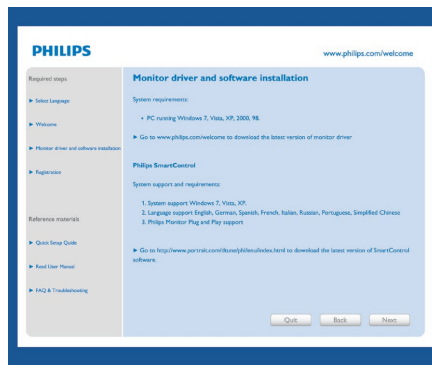 PHILIPS
www.philips.com/welcome
Required steps
► Select Language
► Welcome
► Monitor driver and software installation
► Registration
Reference materials
► Quick Setup Guide
► Read User Manual
► FAQ & Troubleshooting
Monitor driver and software installation
System requirements:
• PC running Windows 7, Vista, XP, 2000, 98.
► Go to www.philips.com/welcome to download the latest version of monitor driver
Philips SmartControl
System support and requirements:
1. System support Windows 7, Vista, XP.
2. Language support English, German, Spanish, French, Italian, Russian, Portuguese, Simplified Chinese
3. Philips Monitor Plug and Play support
► Go to http://www.portrait.com/dtune/philenu/index.html to download the latest version of SmartControl
software.
Quit
Back
Next